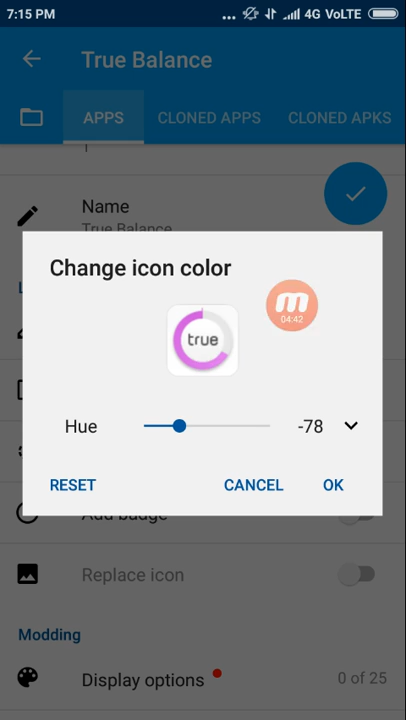 7:15 PM ... 4G VoLTE
True Balance
APPS CLONED APPS CLONED APKS
Name
True Balance
Change icon color
04:42
true
Hue -78
RESET CANCEL OK
Add badge
Replace icon
Modding
Display options 0 of 25